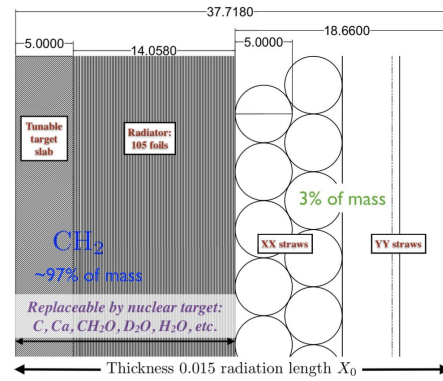 37.7180
18.6600
5.0000
14.0580
5.0000
Tunable
target
slab
Radiator:
105 foils
CH₂
~97% of mass
3% of mass
XX straws
YY straws
Replaceable by nuclear target:
C, Ca, CH2O, D2O, H2O, etc.
Thickness 0.015 radiation length X₀